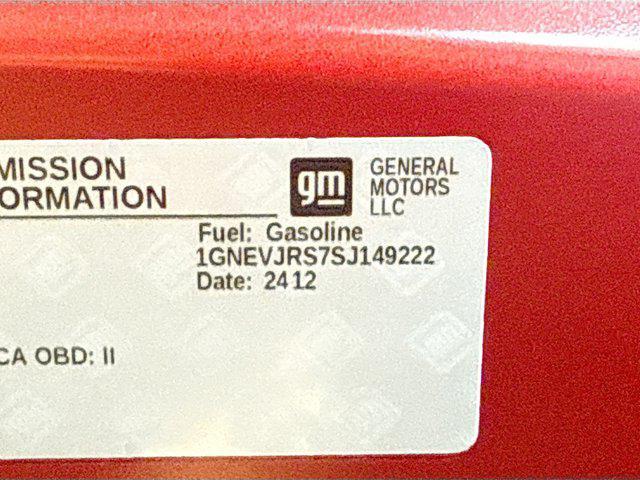 MISSION
ORMATION
gm
GENERAL
MOTORS
LLC
Fuel: Gasoline
1GNEVJRS7SJ149222
Date: 2412
CA OBD: II